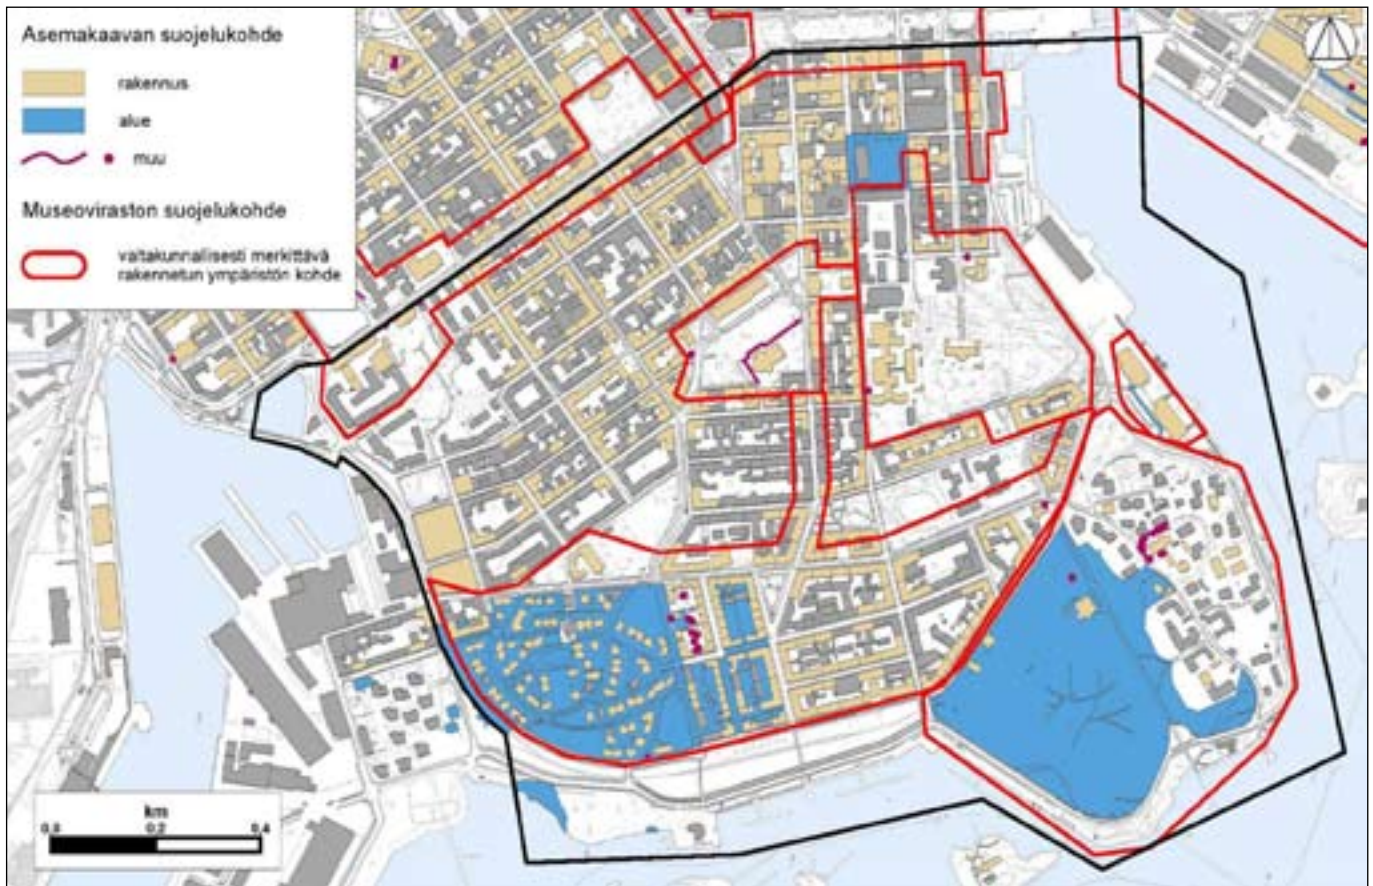 Asemakaavan suojelukohde
rakennus
alue
muu
Museoviraston suojelukohde
valtakunnallisesti merkittävä
rakennetun ympäristön kohde
km
0,0 0,2 0,4